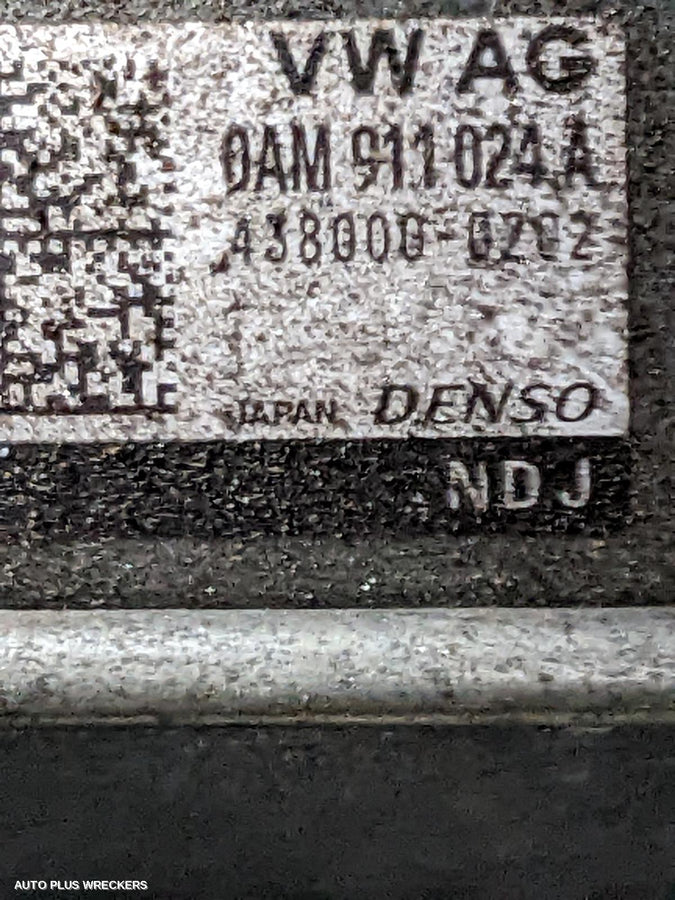 VW AG
0AM 911 024 A
438000-0202
JAPAN DENSO
NDJ
AUTO PLUS WRECKERS